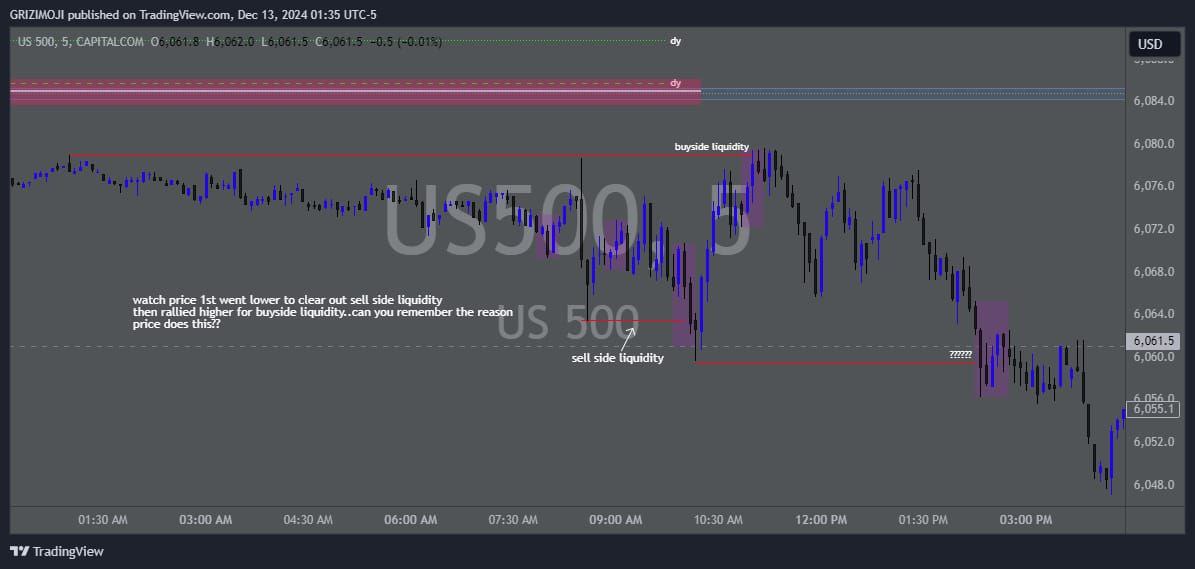 GRIZIMOJI published on TradingView.com, Dec 13, 2024 01:35 UTC-5
US 500, 5, CAPITALCOM O6,061.8 H6,062.0 L6,061.5 C6,061.5 −0.5 (−0.01%)
dy
USD
dy
6,084.0
buyside liquidity
6,080.0
6,076.0
US500, 5
6,072.0
6,068.0
watch price 1st went lower to clear out sell side liquidity
then rallied higher for buyside liquidity..can you remember the reason
price does this??
US 500
6,064.0
6,061.5
sell side liquidity
??????
6,060.0
6,056.0
6,055.1
6,052.0
6,048.0
01:30 AM 03:00 AM 04:30 AM 06:00 AM 07:30 AM 09:00 AM 10:30 AM 12:00 PM 01:30 PM 03:00 PM
TradingView